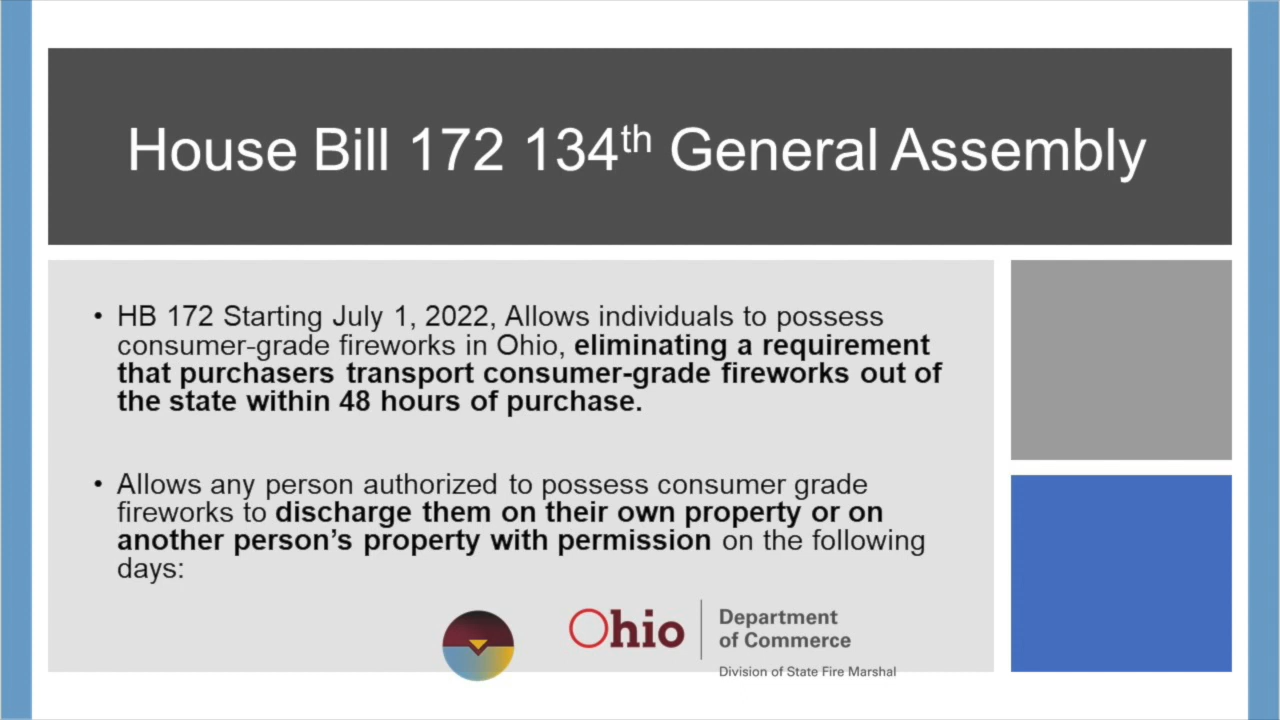 House Bill 172 134th General Assembly
• HB 172 Starting July 1, 2022, Allows individuals to possess
consumer-grade fireworks in Ohio, eliminating a requirement
that purchasers transport consumer-grade fireworks out of
the state within 48 hours of purchase.
• Allows any person authorized to possess consumer grade
fireworks to discharge them on their own property or on
another person’s property with permission on the following
days:
Ohio
Department
of Commerce
Division of State Fire Marshal